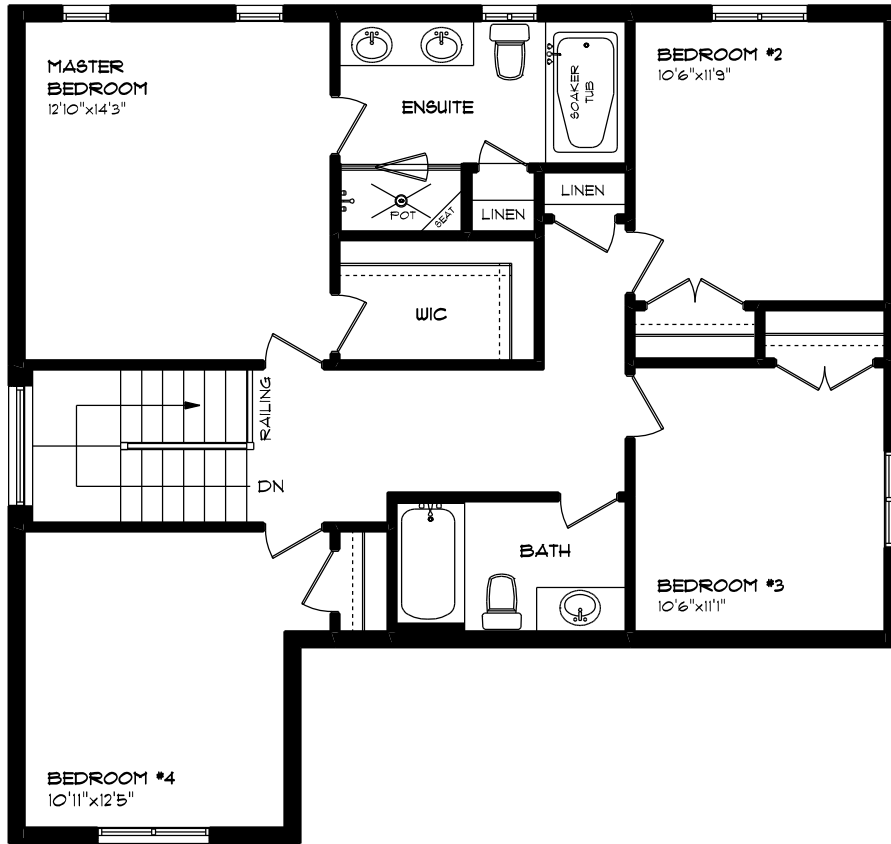 MASTER
BEDROOM
12'10"x14'3"
ENSUITE
SOAKER
TUB
BEDROOM #2
10'6"x11'9"
POT
SEAT
LINEN
LINEN
WIC
RAILING
DN
BATH
BEDROOM #3
10'6"x11'1"
BEDROOM #4
10'11"x12'5"